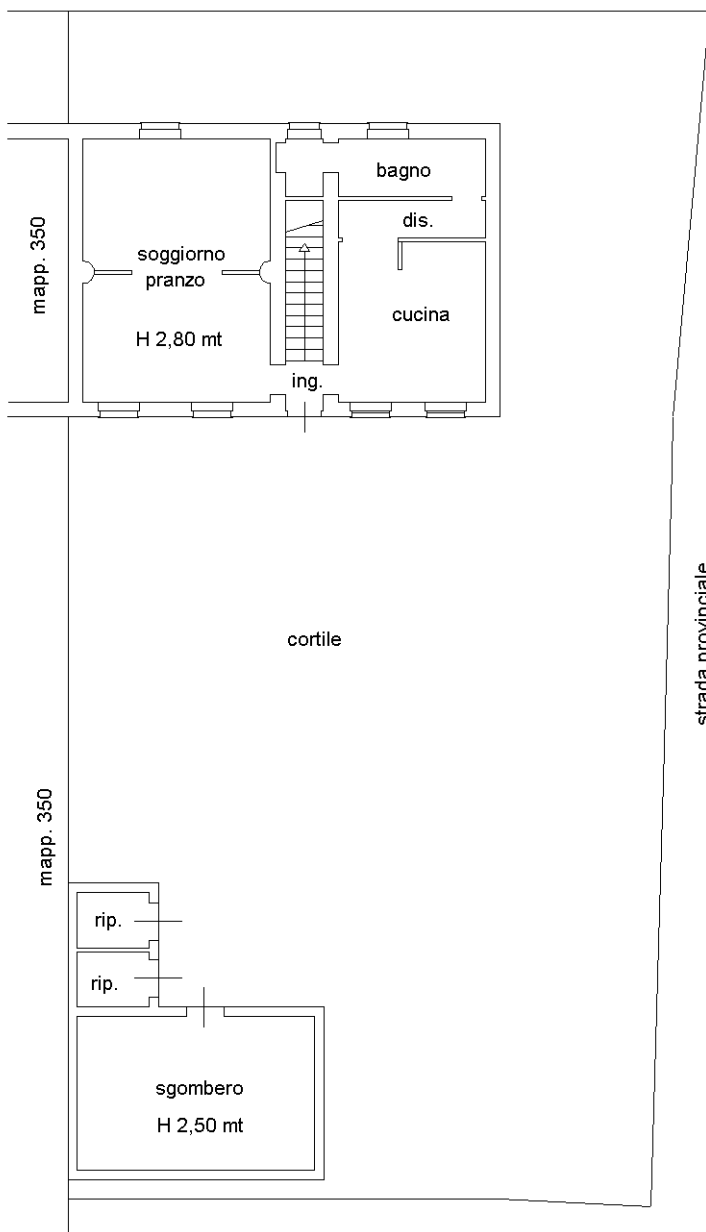 bagno
dis.
mapp. 350
soggiorno
pranzo
cucina
H 2,80 mt
ing.
strada provinciale
cortile
mapp. 350
rip.
rip.
sgombero
H 2,50 mt